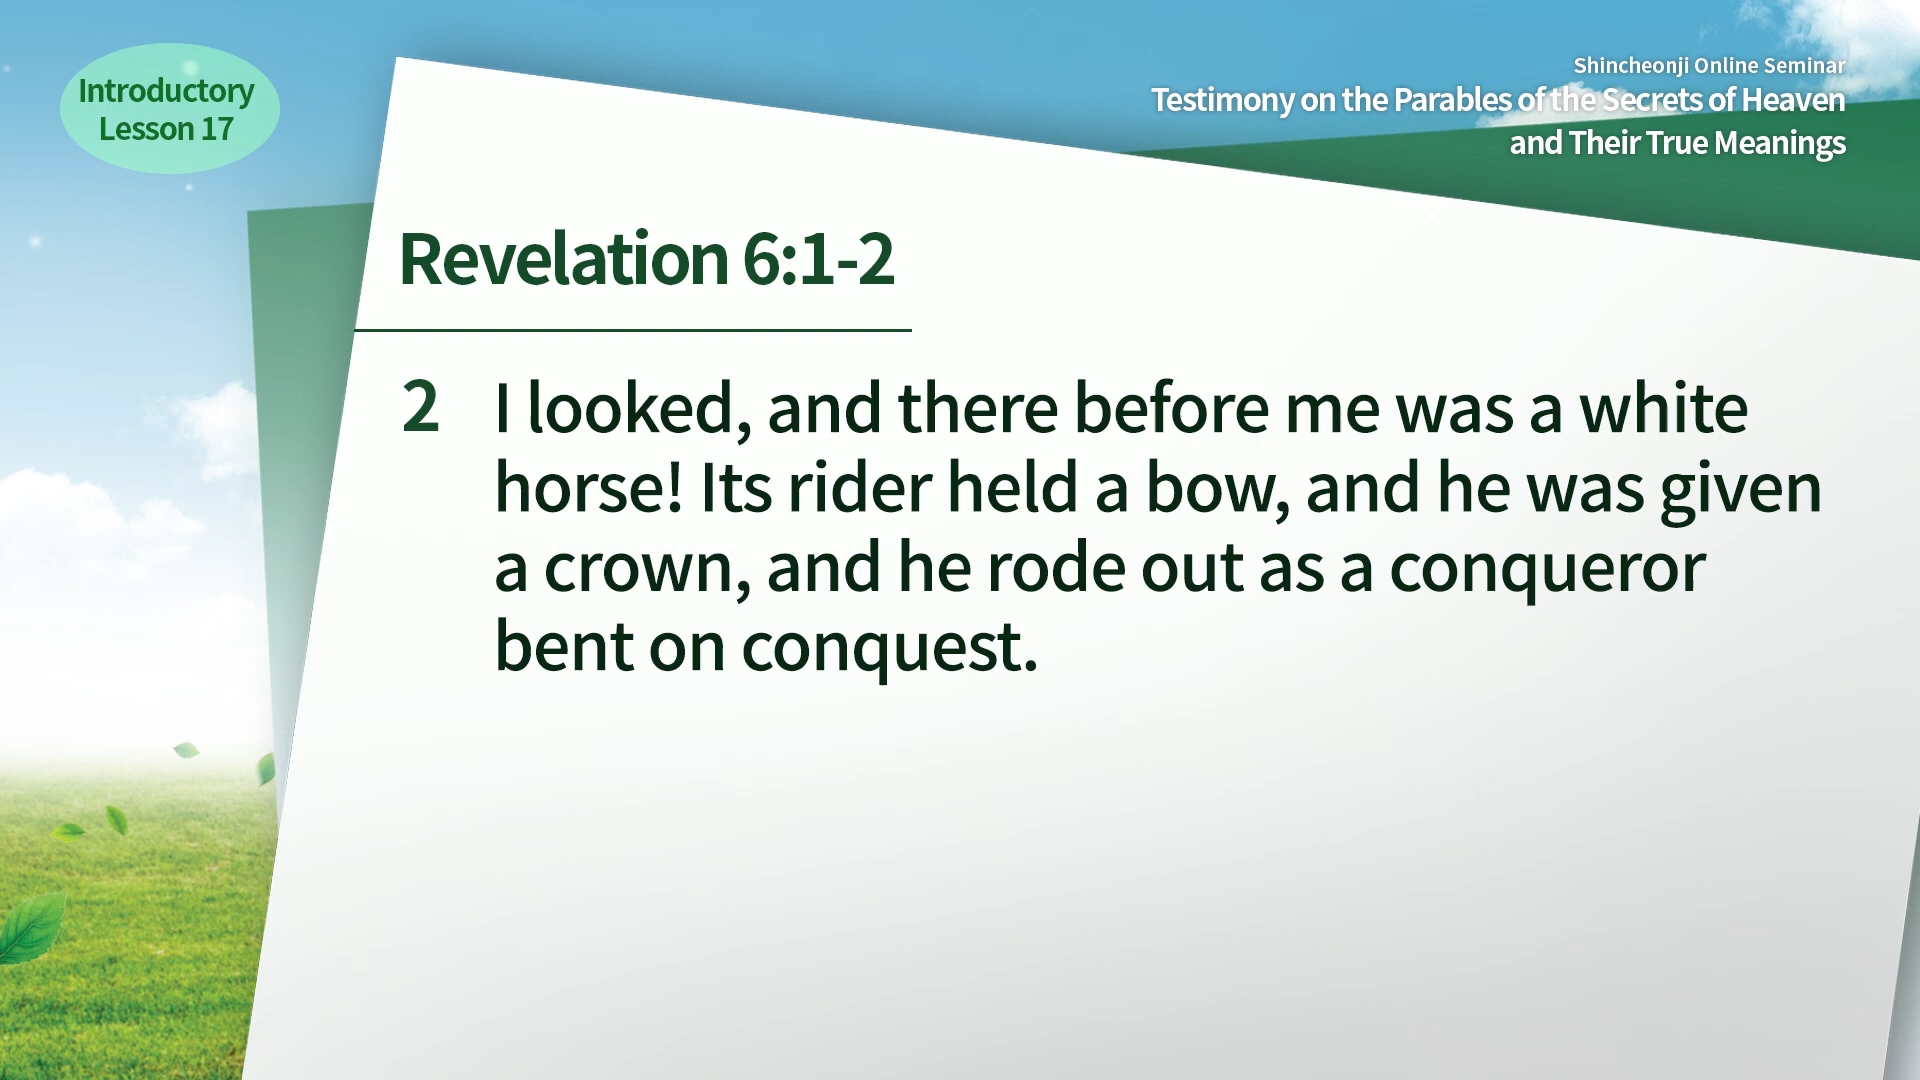 Introductory
Lesson 17
Shincheonji Online Seminar
Testimony on the Parables of the Secrets of Heaven
and Their True Meanings
Revelation 6:1-2
2 I looked, and there before me was a white
horse! Its rider held a bow, and he was given
a crown, and he rode out as a conqueror
bent on conquest.